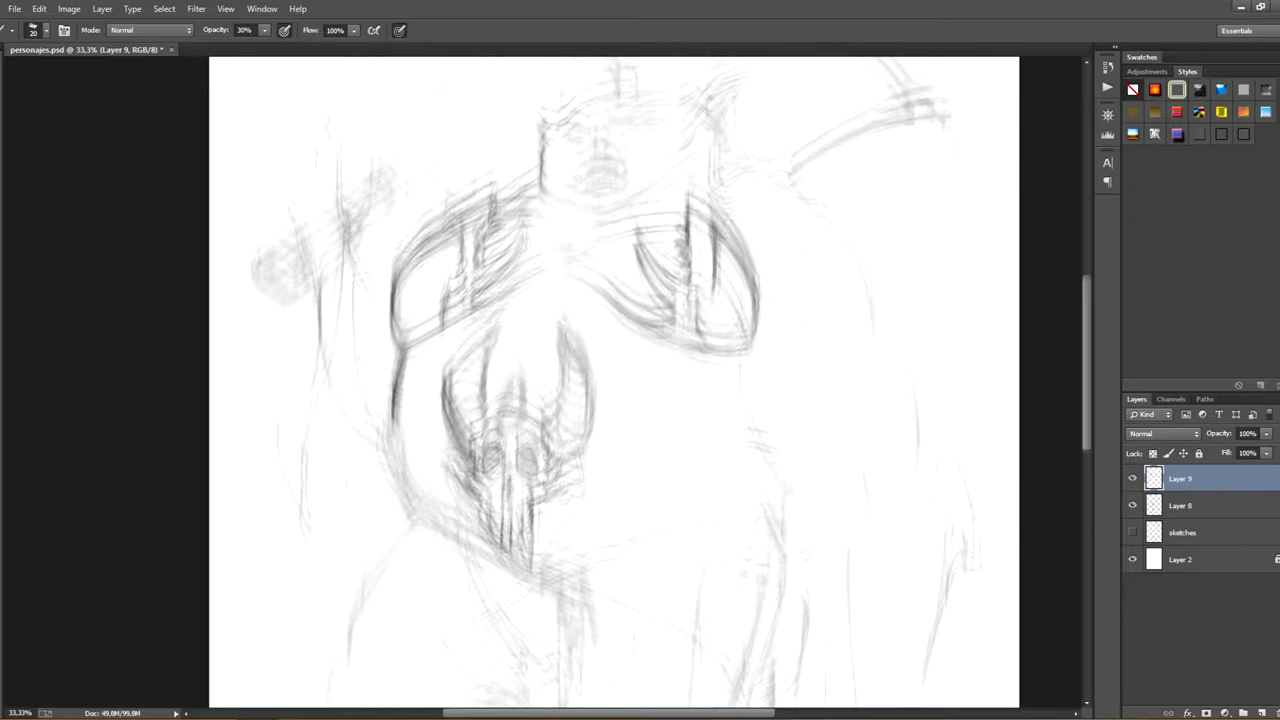 File Edit Image Layer Type Select Filter View Window Help
20 Mode: Normal Opacity: 30% Flow: 100% Essentials
personajes.psd @ 33,3% (Layer 9, RGB/8) * ×
Swatches
Adjustments Styles
Layers Channels Paths
Kind
Normal Opacity: 100%
Lock: Fill: 100%
Layer 9
Layer 8
sketches
Layer 2
33,33% Doc: 49,8M/99,8M